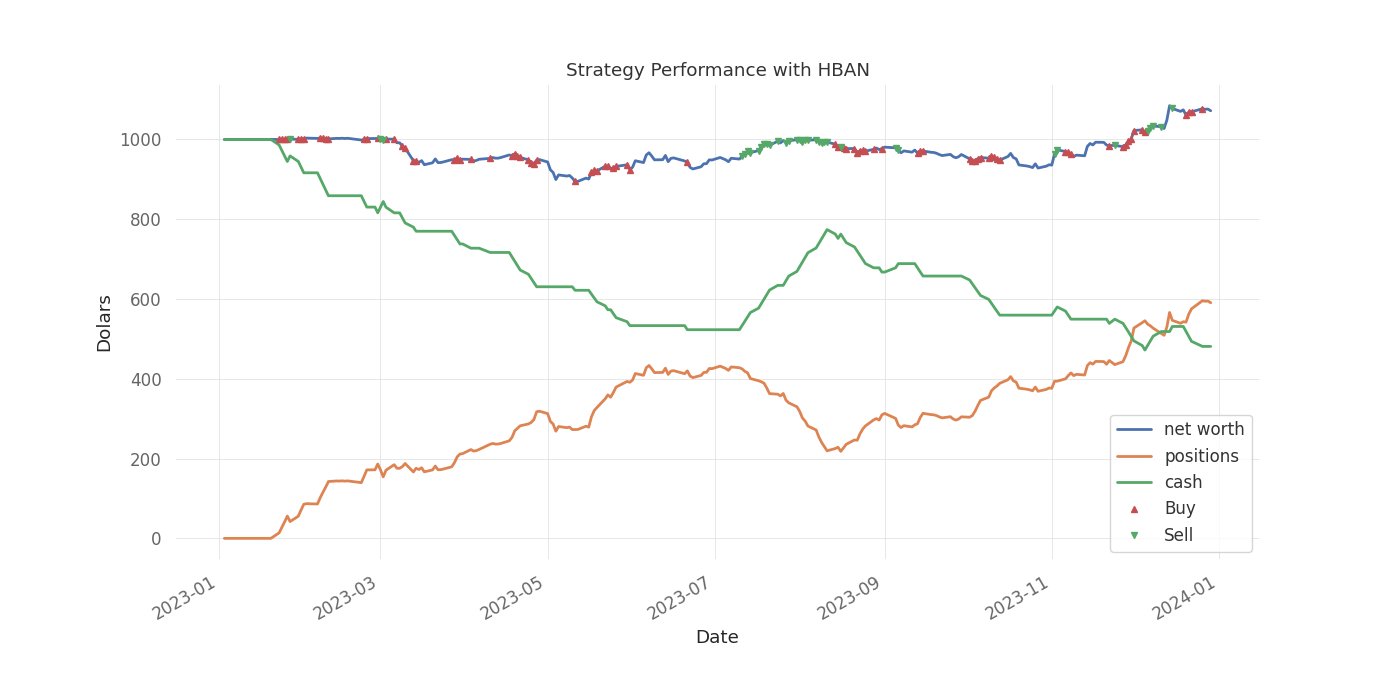 Strategy Performance with HBAN
1000
800
600
400
200
0
Dolars
2023-01
2023-03
2023-05
2023-07
2023-09
2023-11
2024-01
Date
net worth
positions
cash
Buy
Sell